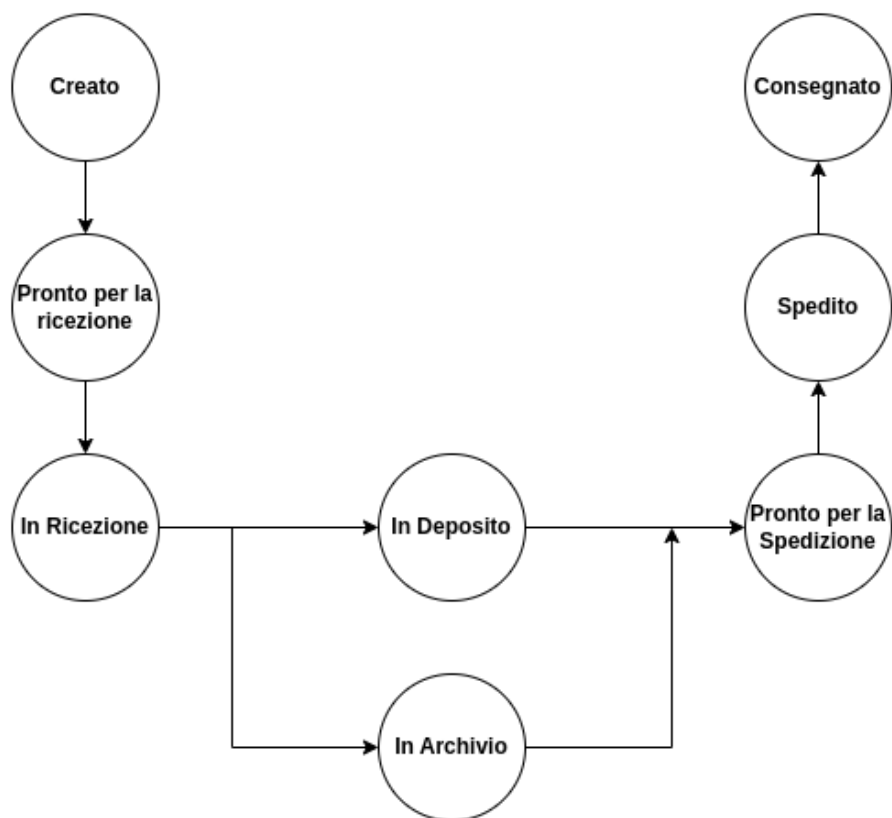 Creato
Consegnato
Pronto per la
ricezione
Spedito
In Ricezione
In Deposito
Pronto per la
Spedizione
In Archivio